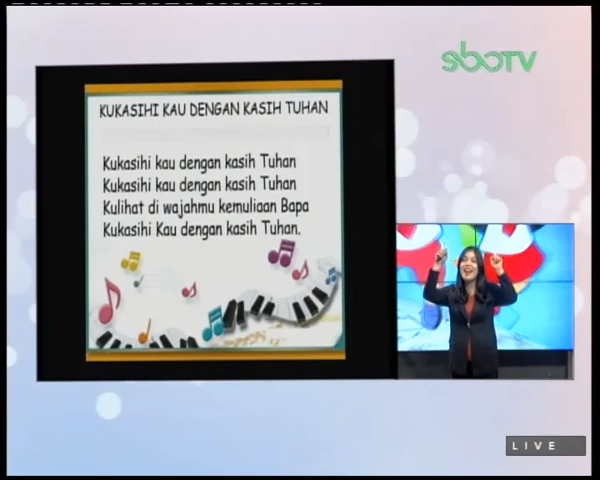 sboTV
KUKASIHI KAU DENGAN KASIH TUHAN
Kukasihi kau dengan kasih Tuhan
Kukasihi kau dengan kasih Tuhan
Kulihat di wajahmu kemuliaan Bapa
Kukasihi Kau dengan kasih Tuhan.
LIVE